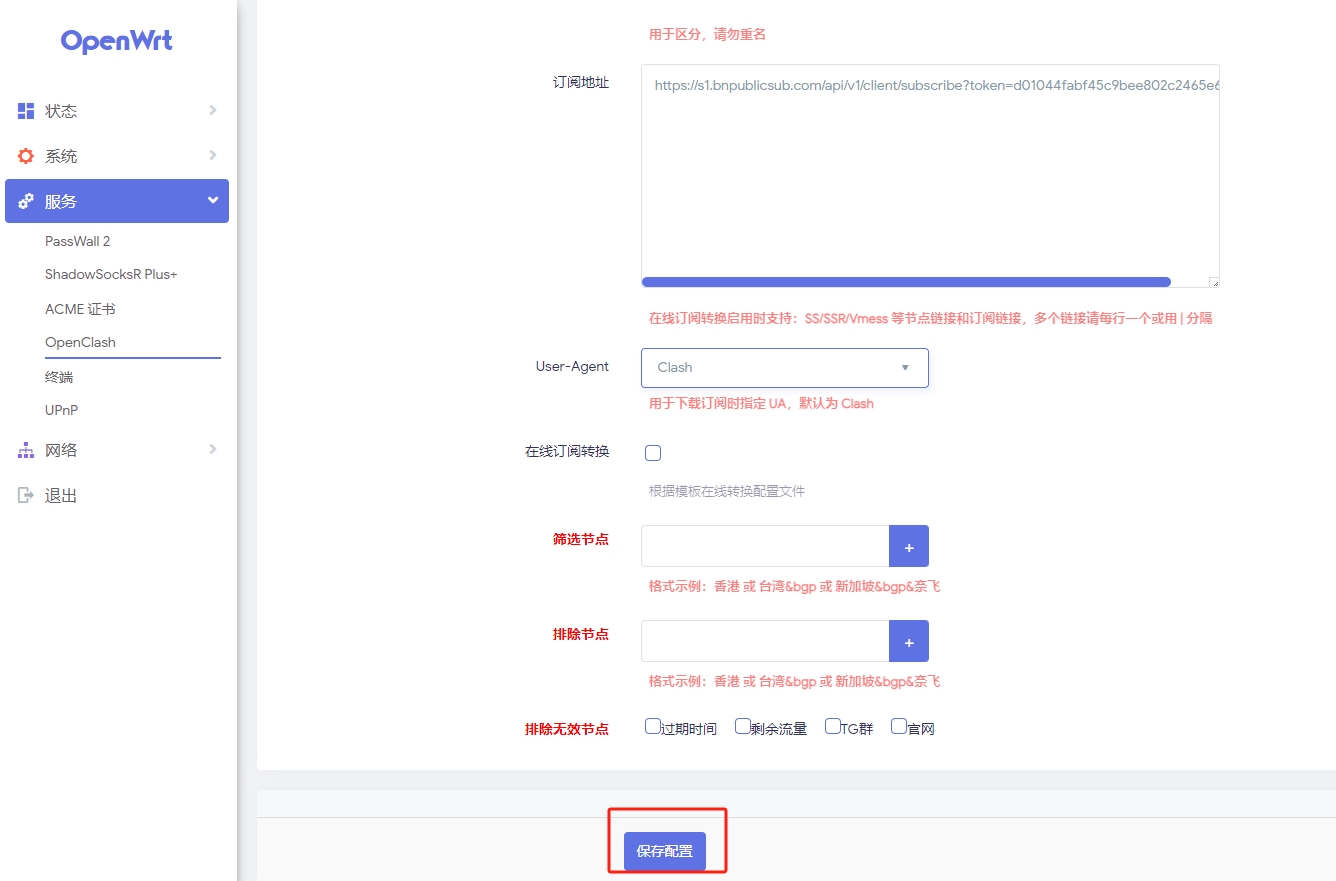 OpenWrt
状态
系统
服务
PassWall 2
ShadowSocksR Plus+
ACME 证书
OpenClash
终端
UPnP
网络
退出
用于区分，请勿重名
订阅地址
https://s1.bnpublicsub.com/api/v1/client/subscribe?token=d01044fabf45c9bee802c2465e6
在线订阅转换启用时支持：SS/SSR/Vmess 等节点链接和订阅链接，多个链接请每行一个或用 | 分隔
User-Agent
Clash
用于下载订阅时指定 UA，默认为 Clash
在线订阅转换
根据模板在线转换配置文件
筛选节点
+
格式示例：香港 或 台湾&bgp 或 新加坡&bgp&奈飞
排除节点
+
格式示例：香港 或 台湾&bgp 或 新加坡&bgp&奈飞
排除无效节点
过期时间 剩余流量 TG群 官网
保存配置